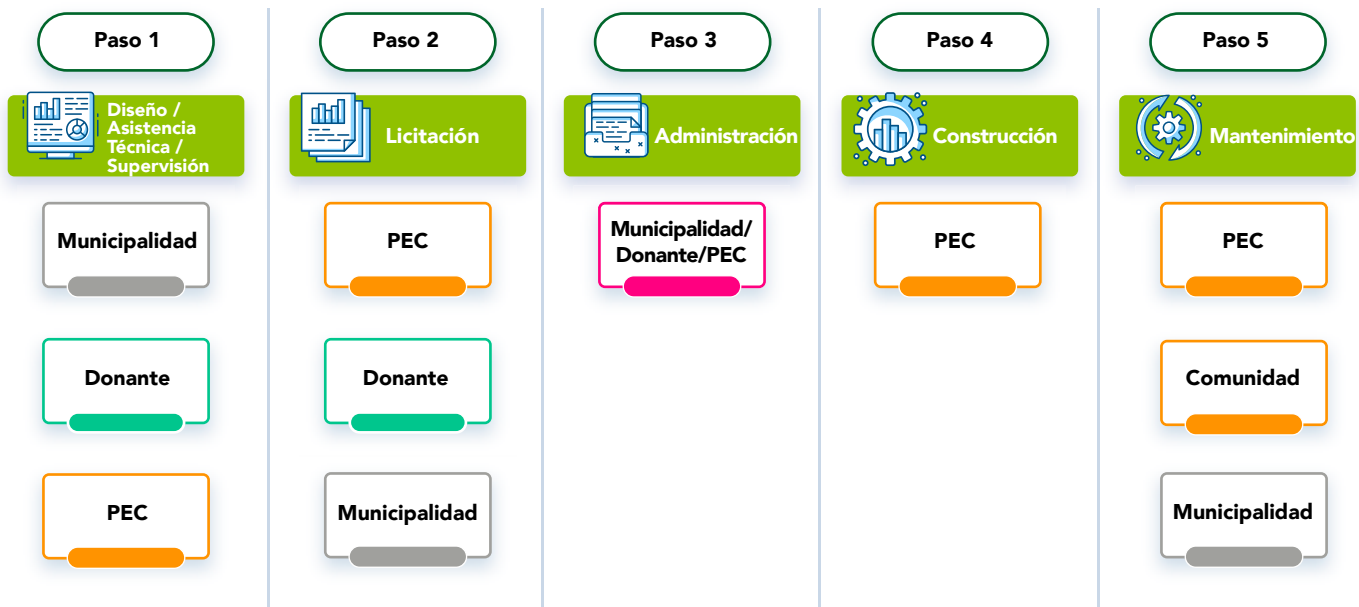 Paso 1
Diseño /
Asistencia
Técnica /
Supervisión
Municipalidad
Donante
PEC
Paso 2
Licitación
PEC
Donante
Municipalidad
Paso 3
Administración
Municipalidad/
Donante/PEC
Paso 4
Construcción
PEC
Paso 5
Mantenimiento
PEC
Comunidad
Municipalidad